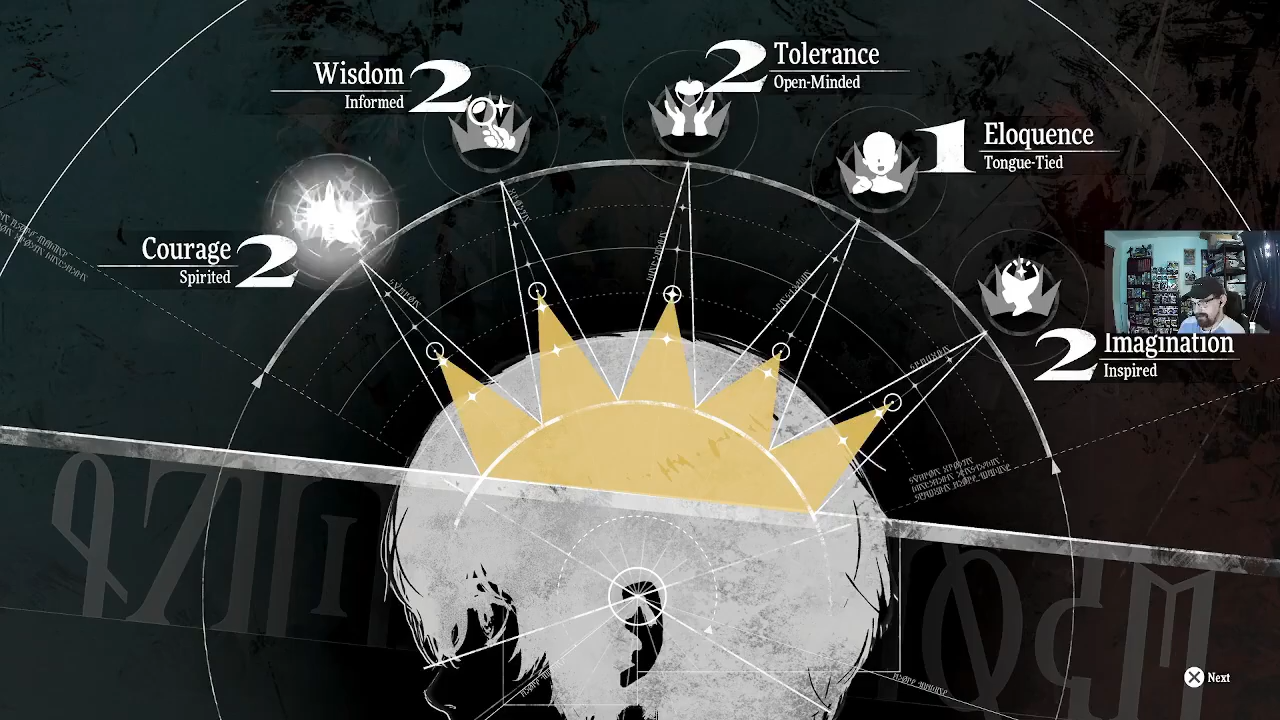 Wisdom 2
Informed
2 Tolerance
Open-Minded
1 Eloquence
Tongue-Tied
Courage 2
Spirited
2 Imagination
Inspired
Next